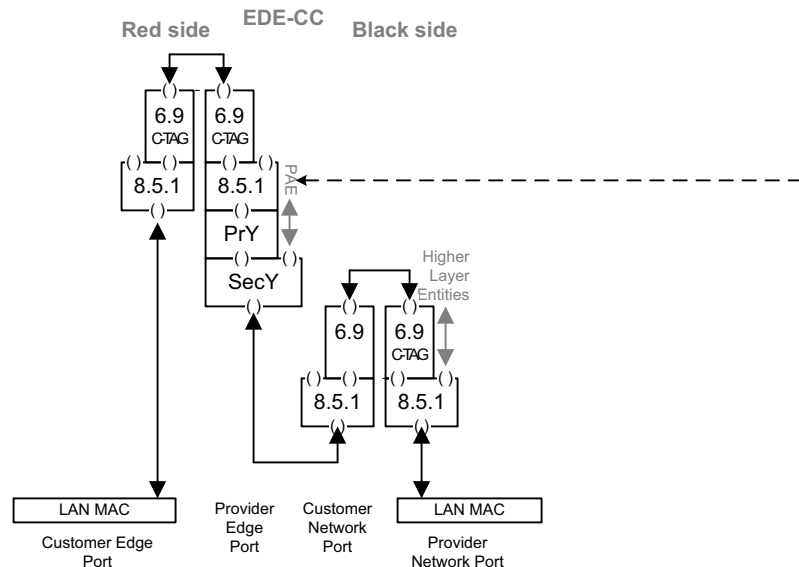 EDE-CC
Red side
Black side
( )
( )
6.9
C-TAG
6.9
C-TAG
( )
( )
( )
( )
PAE
8.5.1
8.5.1
( )
( )
PrY
( )
( )
SecY
( )
Higher
Layer
Entities
( )
( )
6.9
6.9
C-TAG
( )
( )
( )
( )
8.5.1
8.5.1
( )
( )
LAN MAC
LAN MAC
Customer Edge
Port
Provider
Edge
Port
Customer
Network
Port
Provider
Network Port